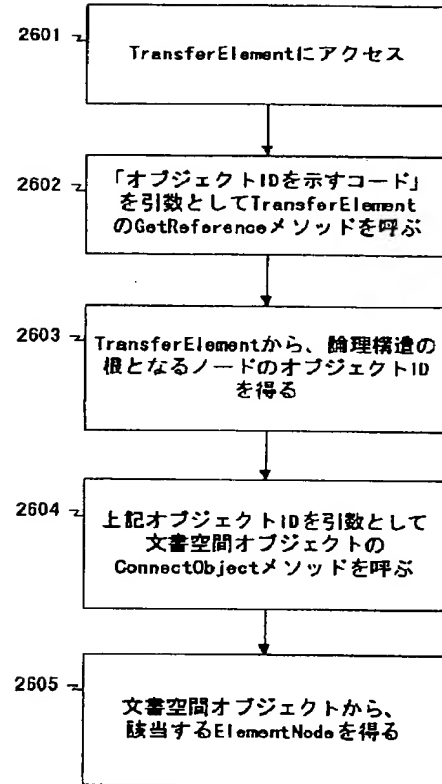 2601
TransferElementにアクセス
2602
「オブジェクトIDを示すコード」
を引数としてTransferElement
のGetReferenceメソッドを呼ぶ
2603
TransferElementから、論理構造の
根となるノードのオブジェクトID
を得る
2604
上記オブジェクトIDを引数として
文書空間オブジェクトの
ConnectObjectメソッドを呼ぶ
2605
文書空間オブジェクトから、
該当するElementNodeを得る